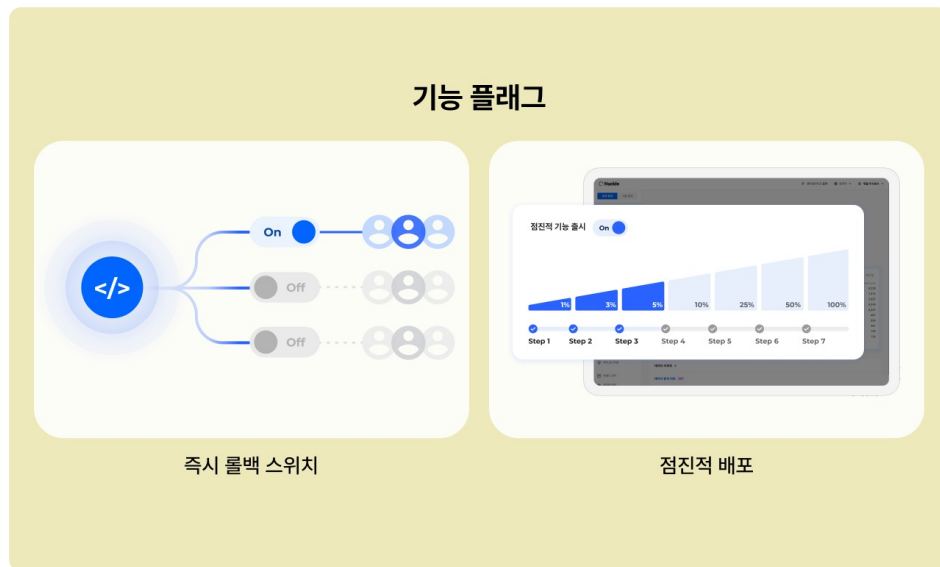 기능 플래그
</>
On
Off
Off
즉시 롤백 스위치
Hackle
점진적 기능 출시 On
1% 3% 5% 10% 25% 50% 100%
Step 1 Step 2 Step 3 Step 4 Step 5 Step 6 Step 7
점진적 배포